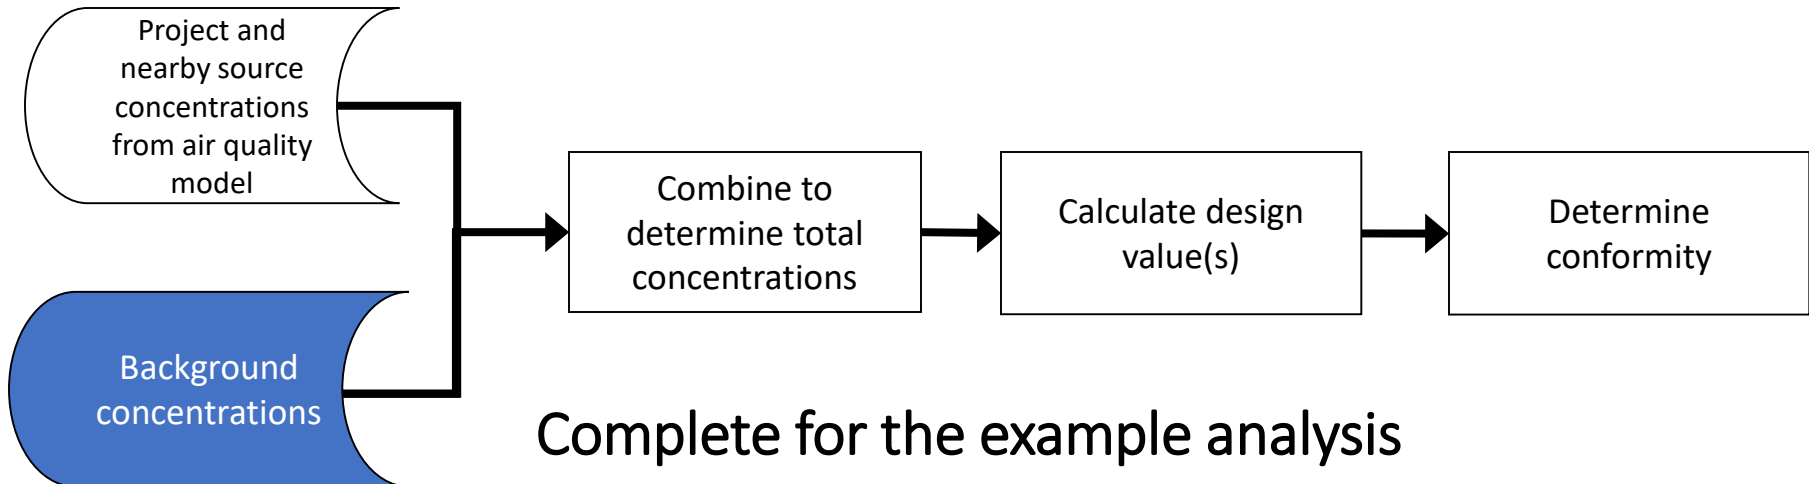 Project and
nearby source
concentrations
from air quality
model
Background
concentrations
Combine to
determine total
concentrations
Calculate design
value(s)
Determine
conformity
Complete for the example analysis